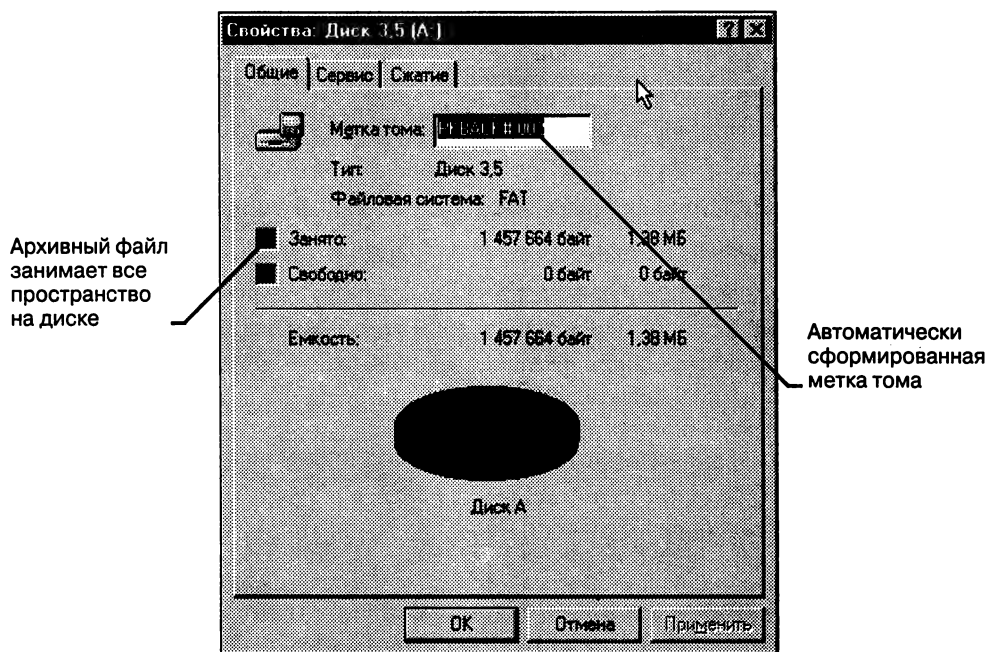 Свойства: Диск 3,5 (A:)
Общие Сервис Сжатие
Метка тома:
Тип: Диск 3,5
Файловая система: FAT
Занято: 1 457 664 байт 1,38 МБ
Свободно: 0 байт 0 байт
Емкость: 1 457 664 байт 1,38 МБ
Диск A
OK Отмена Применить
Архивный файл
занимает все
пространство
на диске
Автоматически
сформированная
метка тома